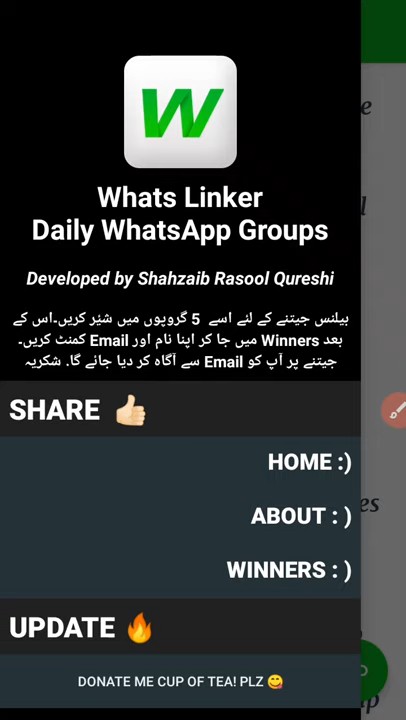 W
Whats Linker
Daily WhatsApp Groups
Developed by Shahzaib Rasool Qureshi
بیلنس جیتنے کے لئے اسے 5 گروپوں میں شئر کریں۔اس کے
بعد Winners میں جا کر اپنا نام اور Email کمنٹ کریں۔
جیتنے پر آپ کو Email سے آگاہ کر دیا جائے گا. شکریہ
SHARE 👍🏻
HOME :)
ABOUT : )
WINNERS : )
UPDATE 🔥
DONATE ME CUP OF TEA! PLZ 😋